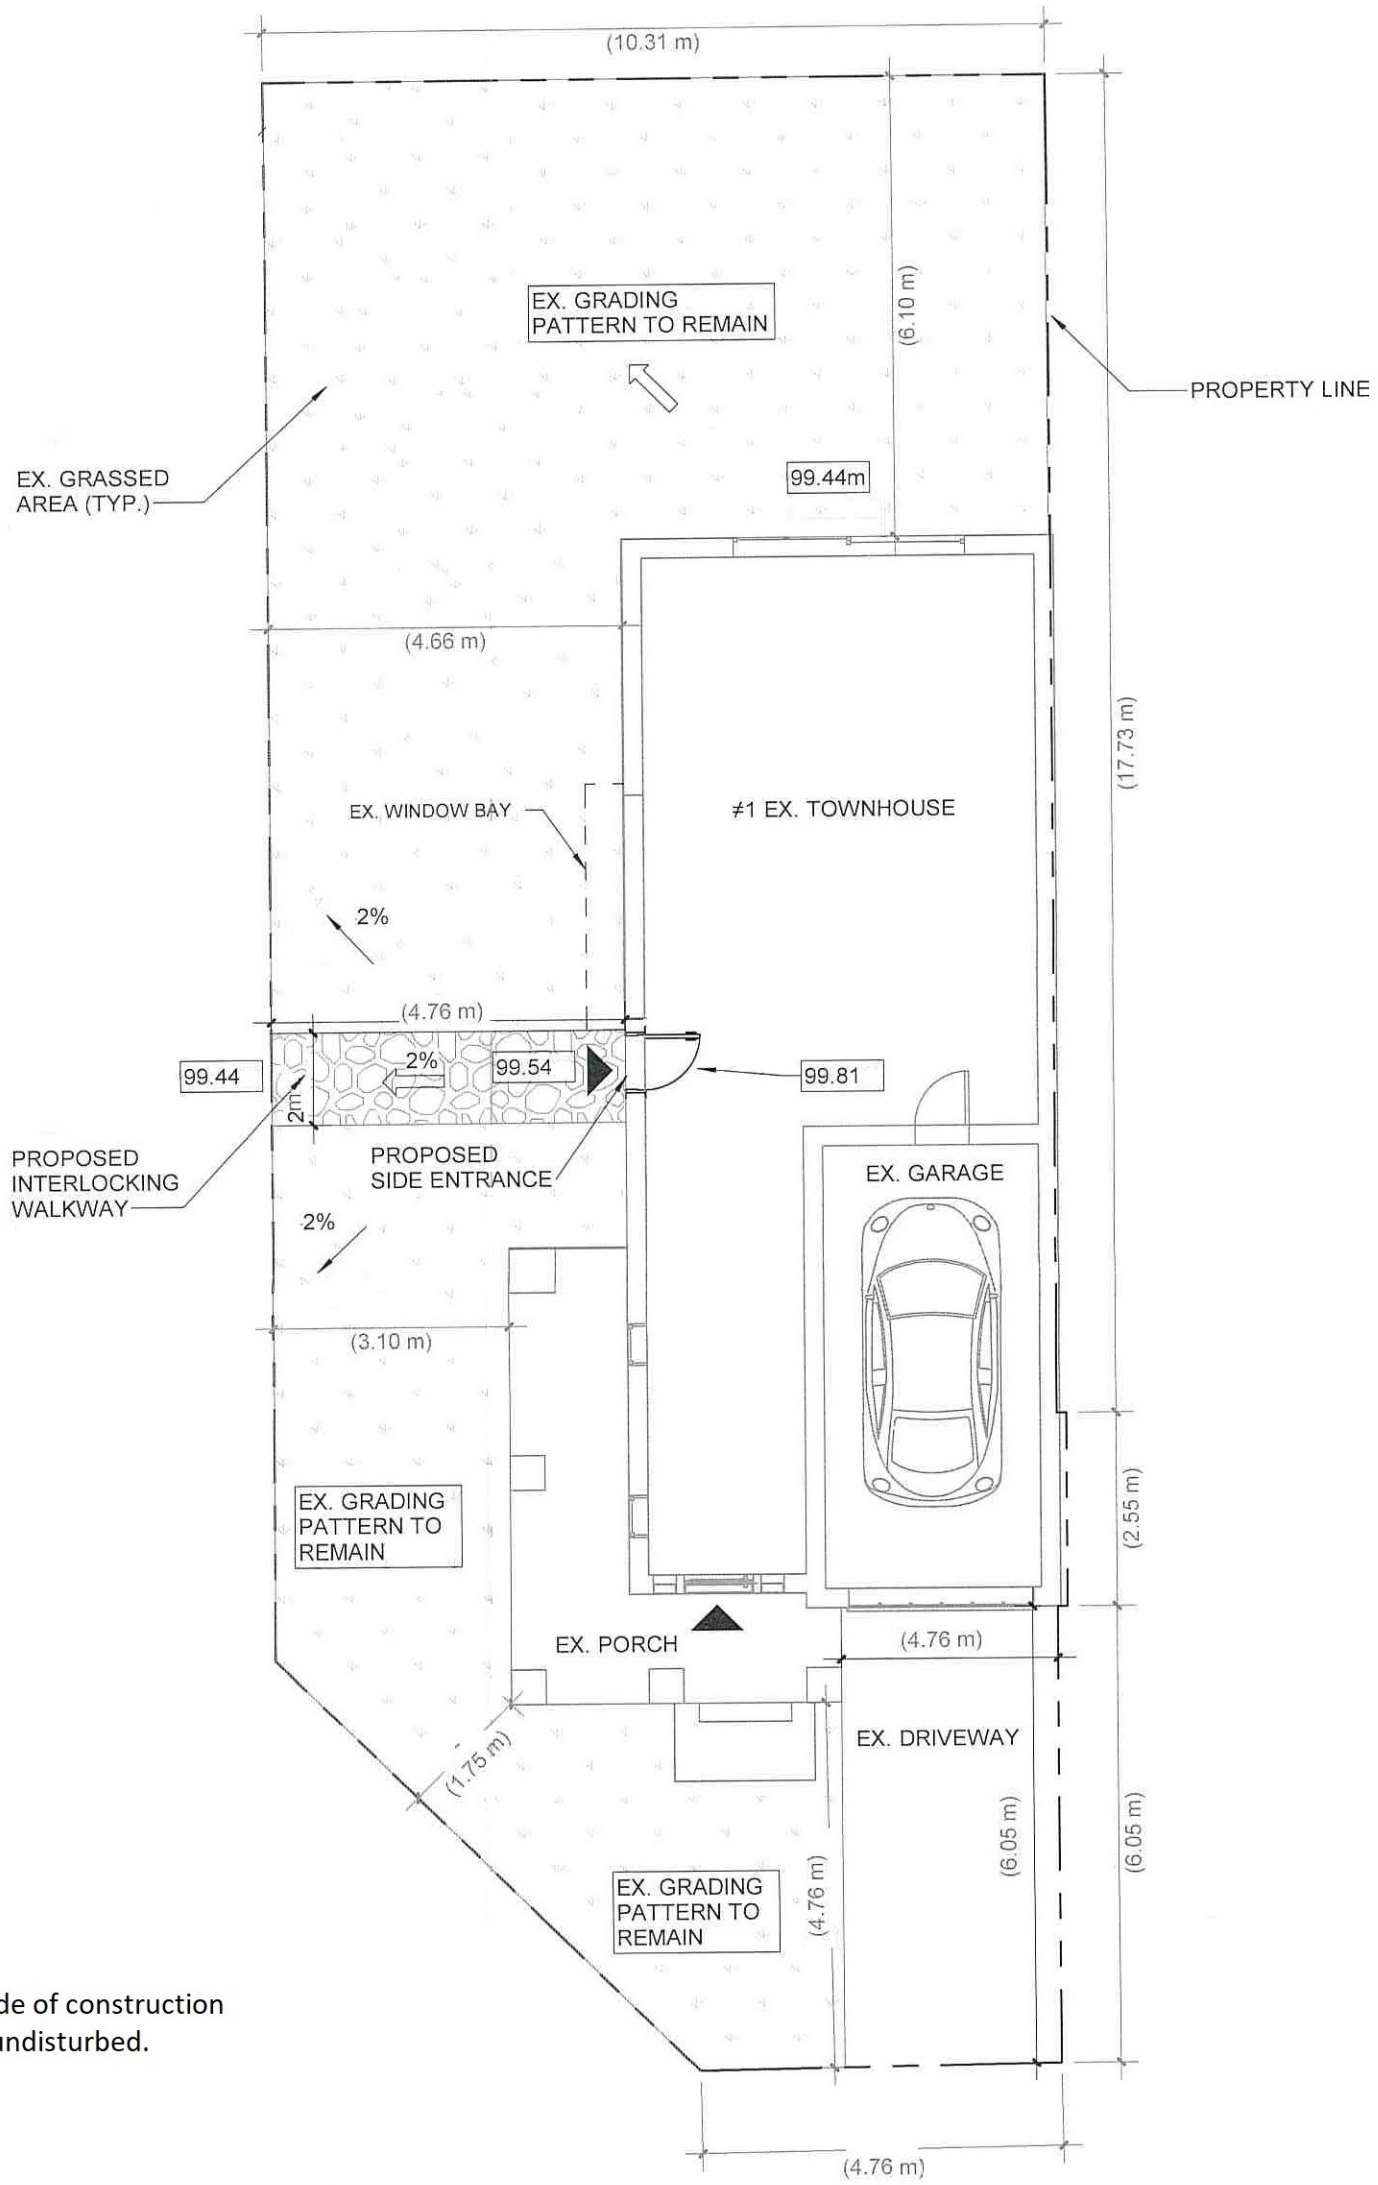 (10.31 m)
EX. GRADING
PATTERN TO REMAIN
(6.10 m)
PROPERTY LINE
EX. GRASSED
AREA (TYP.)
99.44m
(4.66 m)
(17.73 m)
EX. WINDOW BAY
≠1 EX. TOWNHOUSE
2%
(4.76 m)
99.44
2%
99.54
99.81
2m
PROPOSED
INTERLOCKING
WALKWAY
PROPOSED
SIDE ENTRANCE
EX. GARAGE
2%
(3.10 m)
EX. GRADING
PATTERN TO
REMAIN
(2.55 m)
EX. PORCH
(4.76 m)
(1.75 m)
EX. DRIVEWAY
(6.05 m)
(6.05 m)
EX. GRADING
PATTERN TO
REMAIN
(4.76 m)
de of construction
undisturbed.
(4.76 m)